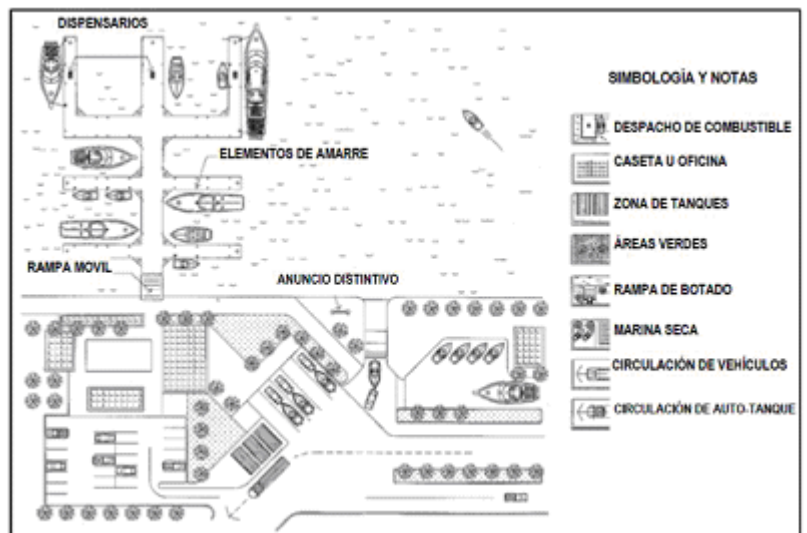 DISPENSARIOS
ELEMENTOS DE AMARRE
RAMPA MOVIL
ANUNCIO DISTINTIVO
SIMBOLOGÍA Y NOTAS
DESPACHO DE COMBUSTIBLE
CASETA U OFICINA
ZONA DE TANQUES
ÁREAS VERDES
RAMPA DE BOTADO
MARINA SECA
CIRCULACIÓN DE VEHÍCULOS
CIRCULACIÓN DE AUTO-TANQUE